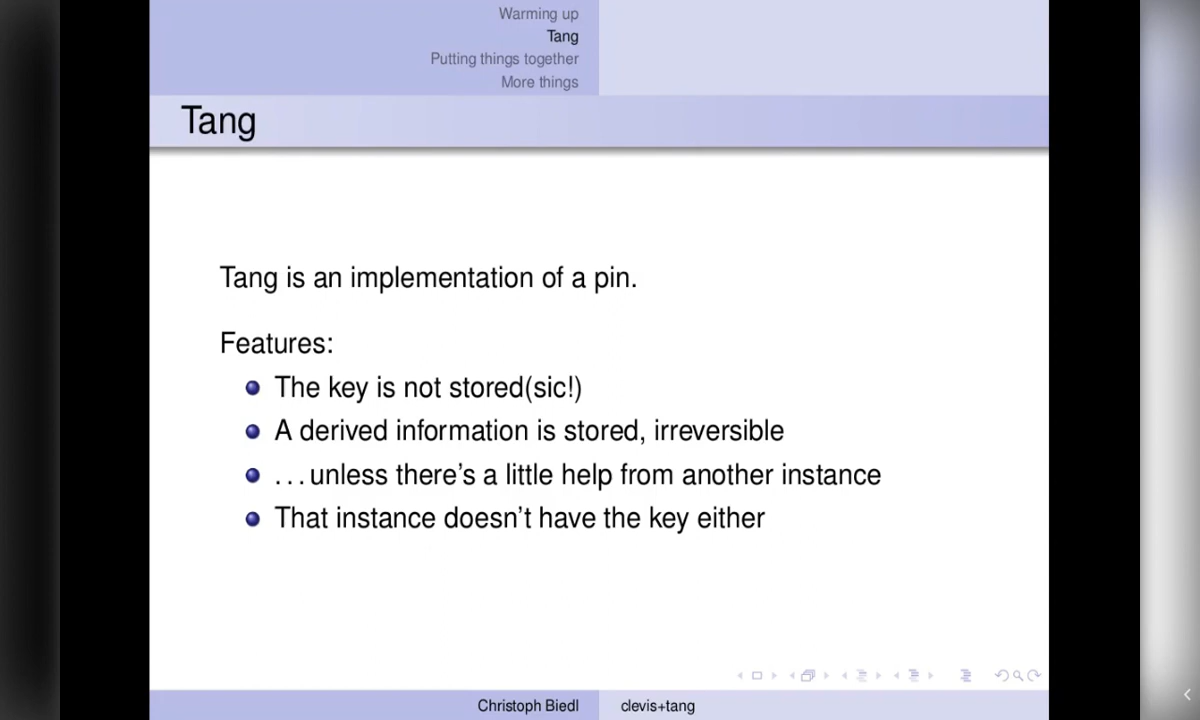 Warming up
Tang
Putting things together
More things
Tang
Tang is an implementation of a pin.
Features:
The key is not stored(sic!)
A derived information is stored, irreversible
. . . unless there's a little help from another instance
That instance doesn't have the key either
Christoph Biedl
clevis+tang